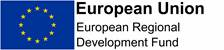 European Union
European Regional
Development Fund